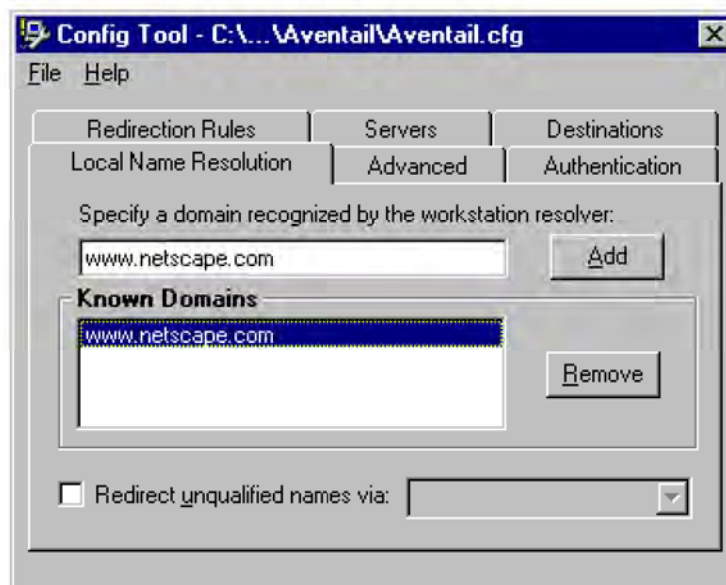 Config Tool - C:\...\Aventail\Aventail.cfg
File Help
Redirection Rules Servers Destinations
Local Name Resolution Advanced Authentication
Specify a domain recognized by the workstation resolver:
www.netscape.com Add
Known Domains
www.netscape.com
Remove
Redirect unqualified names via: